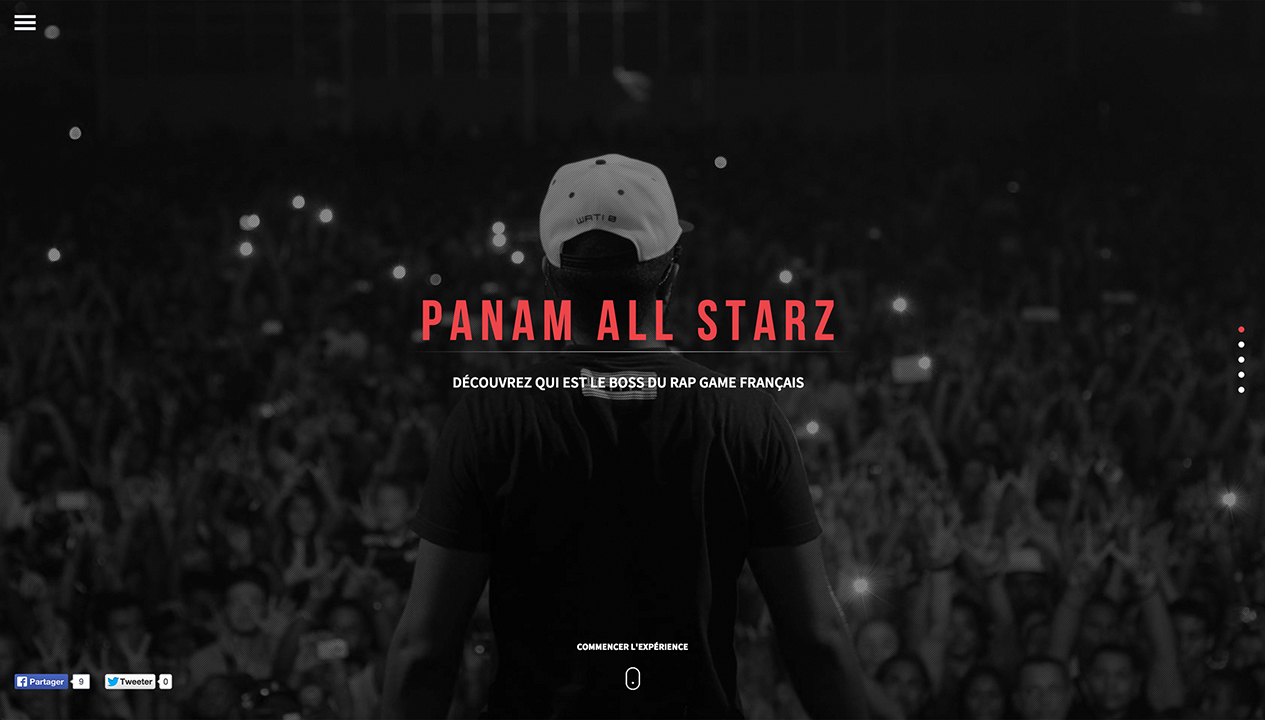 WATI B
PANAM ALL STARZ
DÉCOUVREZ QUI EST LE BOSS DU RAP GAME FRANÇAIS
COMMENCER L'EXPÉRIENCE
Partager 9 Tweeter 0